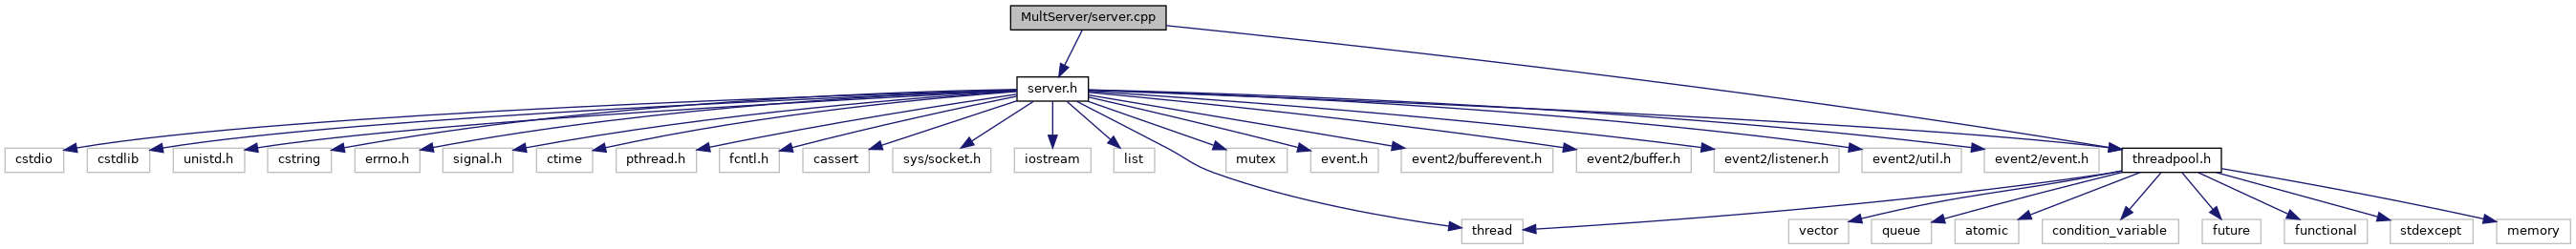 MultServer/server.cpp
server.h
cstdio
cstdlib
unistd.h
cstring
errno.h
signal.h
ctime
pthread.h
fcntl.h
cassert
sys/socket.h
iostream
list
mutex
event.h
event2/bufferevent.h
event2/buffer.h
event2/listener.h
event2/util.h
event2/event.h
threadpool.h
thread
vector
queue
atomic
condition_variable
future
functional
stdexcept
memory